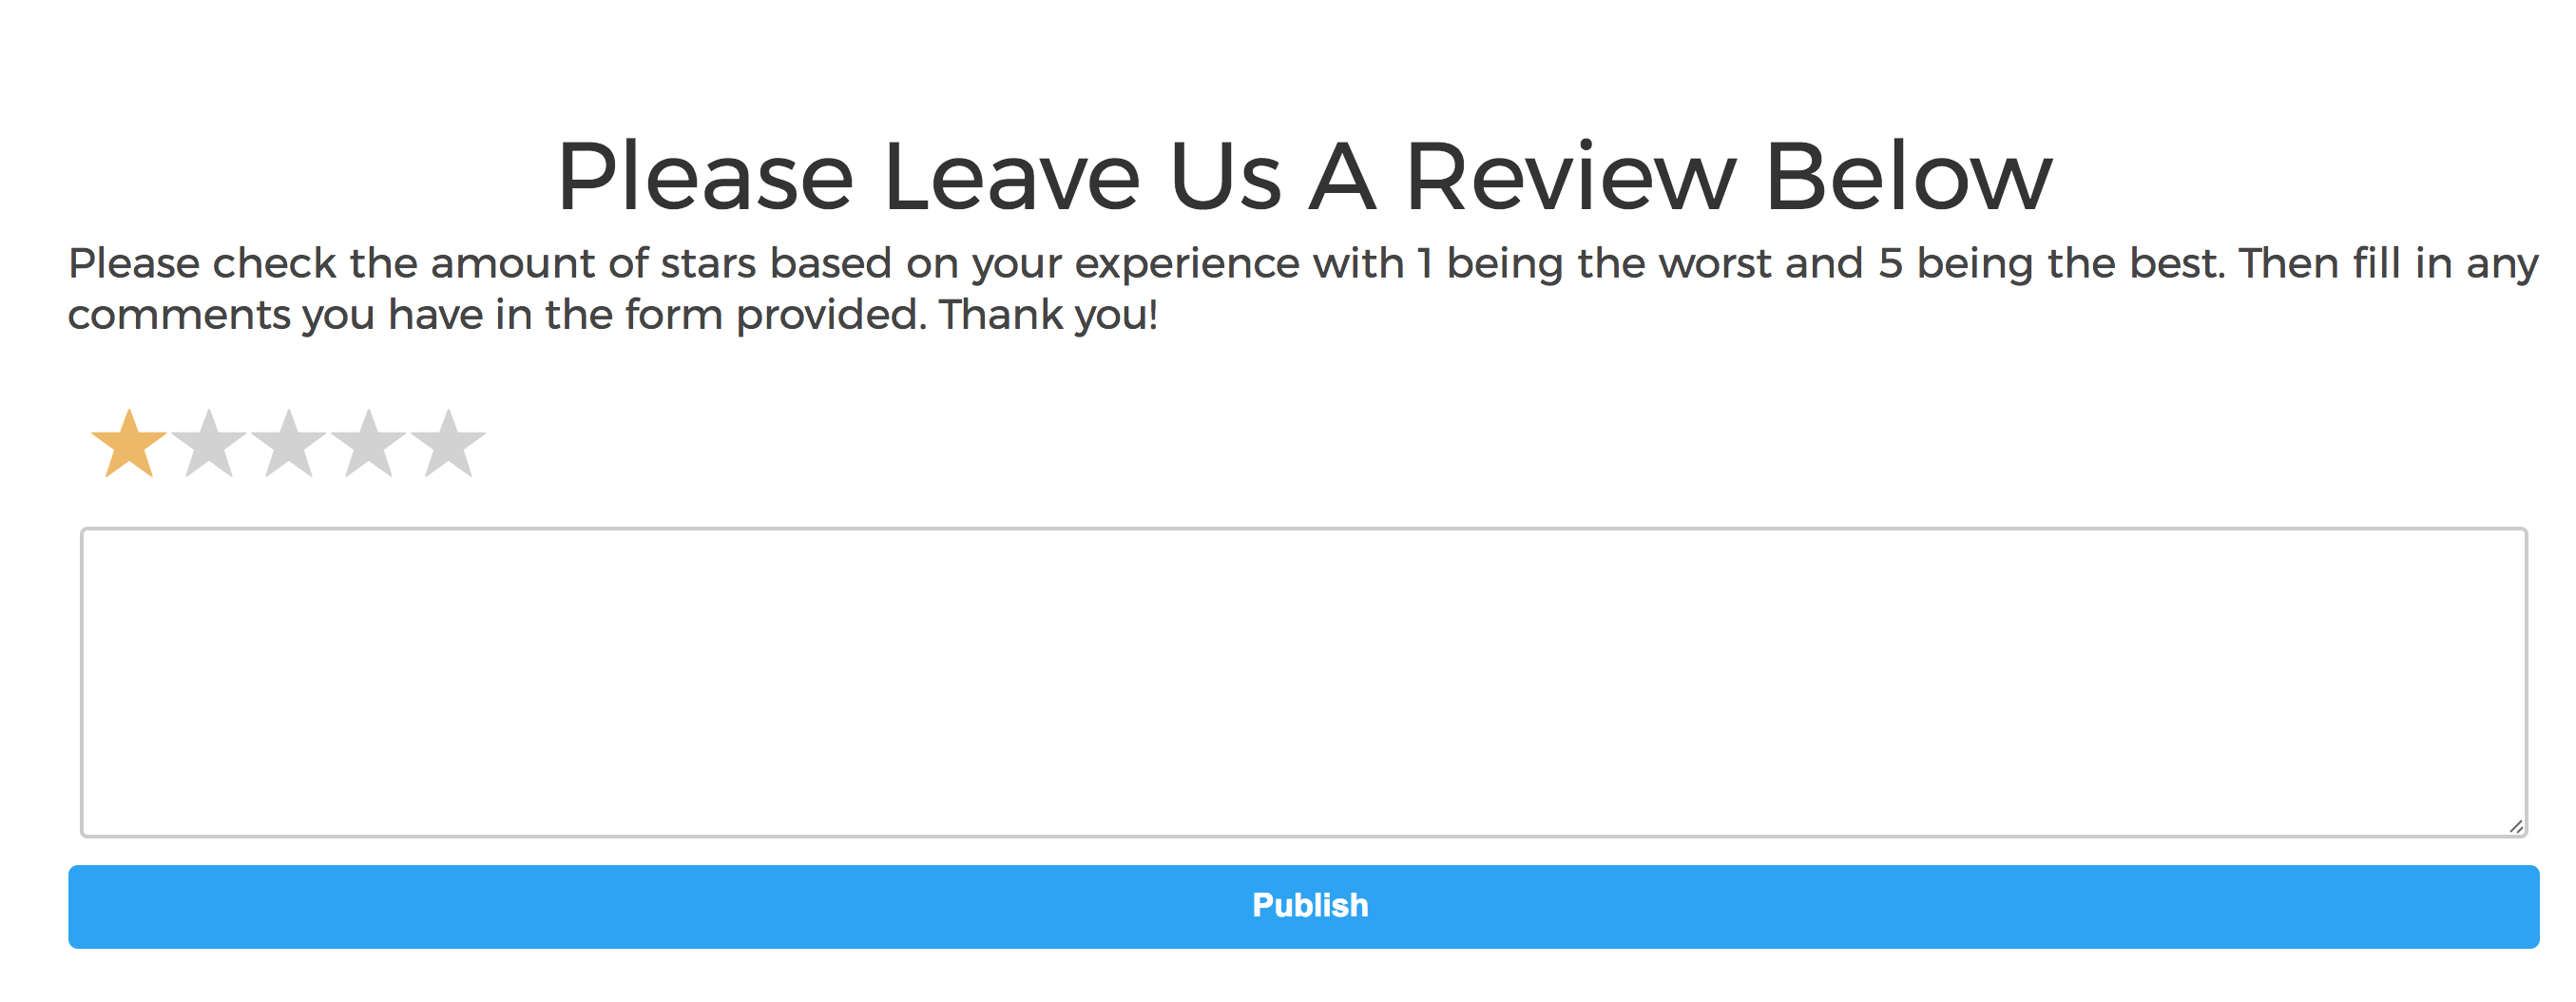 Please Leave Us A Review Below
Please check the amount of stars based on your experience with 1 being the worst and 5 being the best. Then fill in any
comments you have in the form provided. Thank you!
Publish